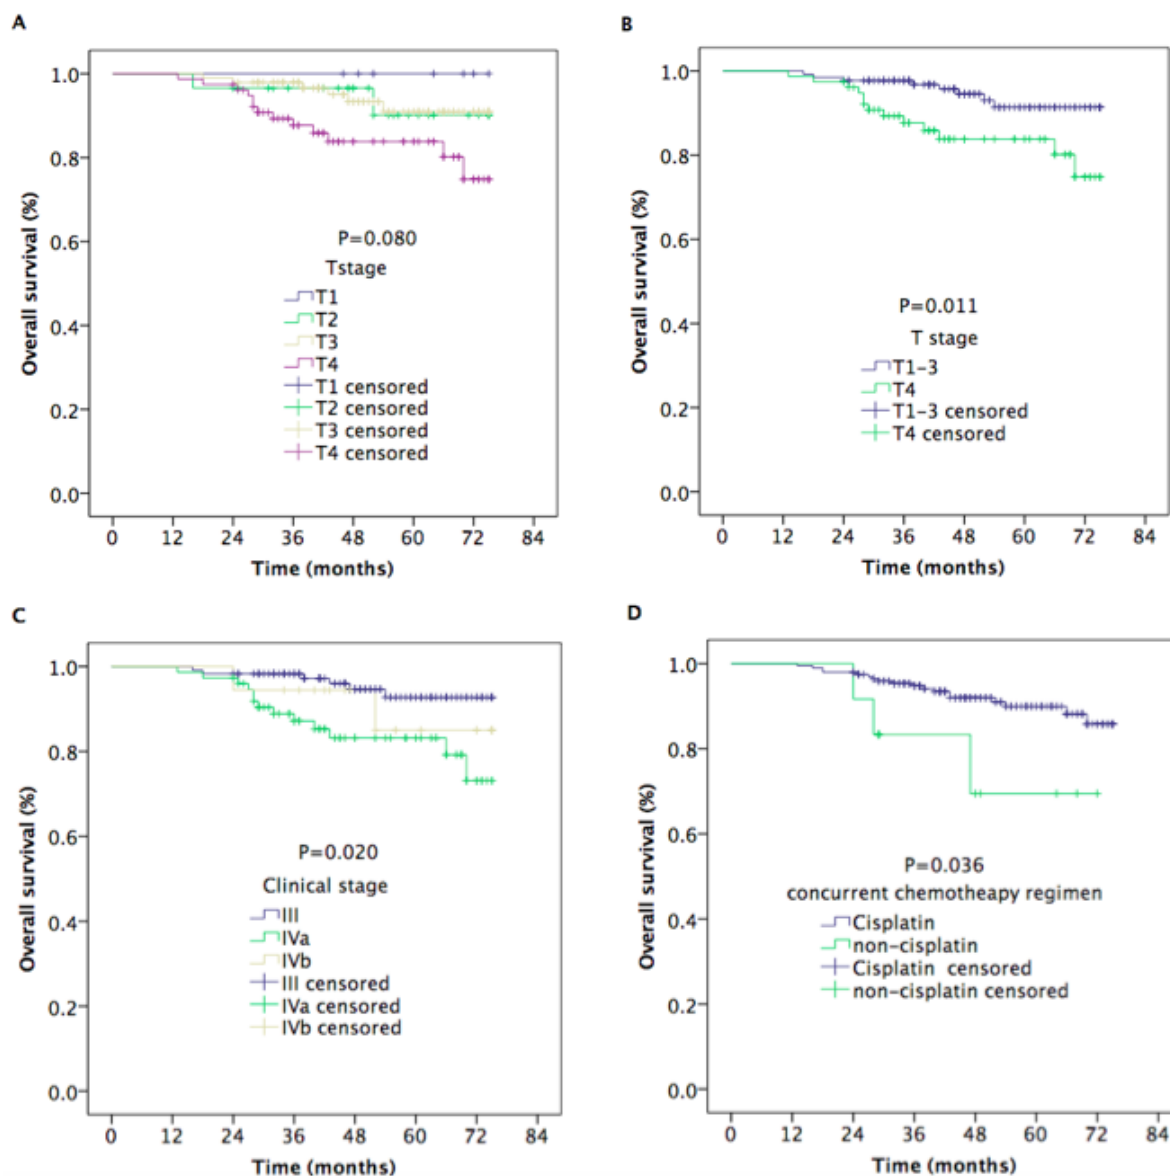 A
1.0
0.8
0.6
0.4
0.2
0.0
Overall survival (%)
P=0.080
Tstage
T1
T2
T3
T4
T1 censored
T2 censored
T3 censored
T4 censored
0 12 24 36 48 60 72 84
Time (months)
B
1.0
0.8
0.6
0.4
0.2
0.0
Overall survival (%)
P=0.011
T stage
T1-3
T4
T1-3 censored
T4 censored
0 12 24 36 48 60 72 84
Time (months)
C
1.0
0.8
0.6
0.4
0.2
0.0
Overall survival (%)
P=0.020
Clinical stage
III
IVa
IVb
III censored
IVa censored
IVb censored
0 12 24 36 48 60 72 84
Time (months)
D
1.0
0.8
0.6
0.4
0.2
0.0
Overall survival (%)
P=0.036
concurrent chemotheapy regimen
Cisplatin
non-cisplatin
Cisplatin censored
non-cisplatin censored
0 12 24 36 48 60 72 84
Time (months)